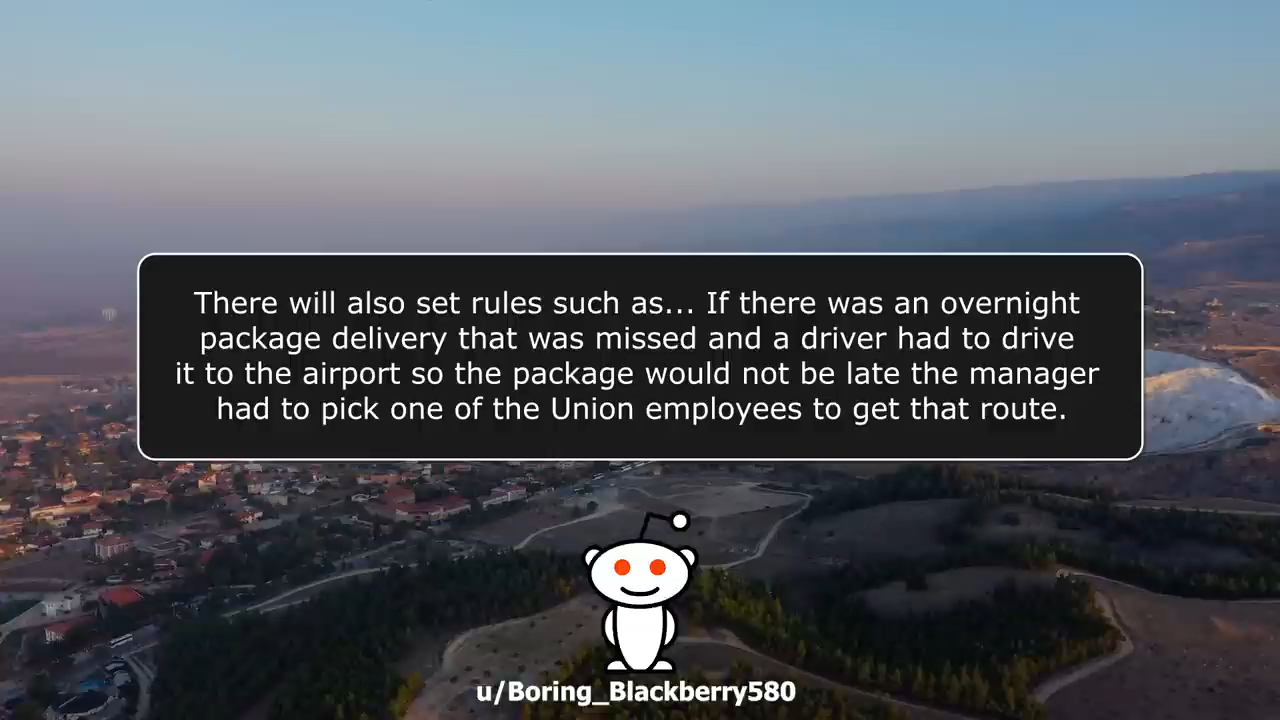 There will also set rules such as... If there was an overnight
package delivery that was missed and a driver had to drive
it to the airport so the package would not be late the manager
had to pick one of the Union employees to get that route.
u/Boring_Blackberry580